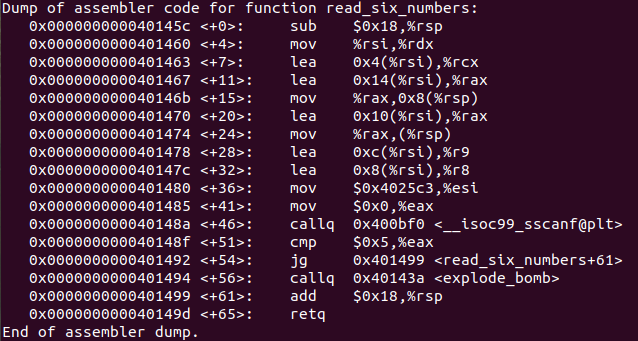 Dump of assembler code for function read_six_numbers:
0x000000000040145c <+0>: sub $0x18,%rsp
0x0000000000401460 <+4>: mov %rsi,%rdx
0x0000000000401463 <+7>: lea 0x4(%rsi),%rcx
0x0000000000401467 <+11>: lea 0x14(%rsi),%rax
0x000000000040146b <+15>: mov %rax,0x8(%rsp)
0x0000000000401470 <+20>: lea 0x10(%rsi),%rax
0x0000000000401474 <+24>: mov %rax,(%rsp)
0x0000000000401478 <+28>: lea 0xc(%rsi),%r9
0x000000000040147c <+32>: lea 0x8(%rsi),%r8
0x0000000000401480 <+36>: mov $0x4025c3,%esi
0x0000000000401485 <+41>: mov $0x0,%eax
0x000000000040148a <+46>: callq 0x400bf0 <__isoc99_sscanf@plt>
0x000000000040148f <+51>: cmp $0x5,%eax
0x0000000000401492 <+54>: jg 0x401499 <read_six_numbers+61>
0x0000000000401494 <+56>: callq 0x40143a <explode_bomb>
0x0000000000401499 <+61>: add $0x18,%rsp
0x000000000040149d <+65>: retq
End of assembler dump.